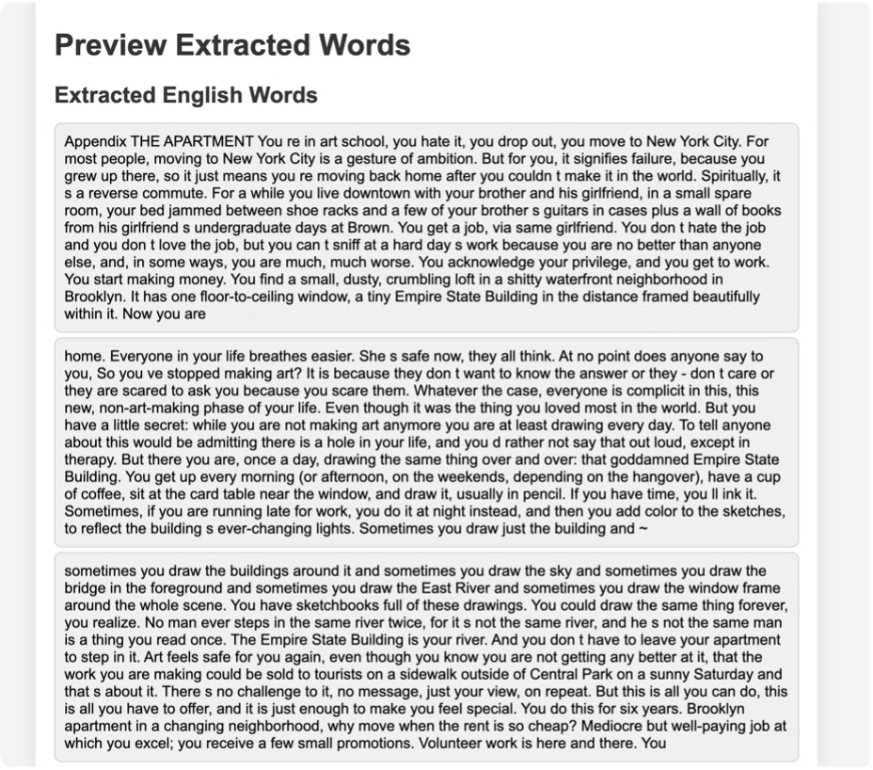 Preview Extracted Words
Extracted English Words
Appendix THE APARTMENT You re in art school, you hate it, you drop out, you move to New York City. For
most people, moving to New York City is a gesture of ambition. But for you, it signifies failure, because you
grew up there, so it just means you re moving back home after you couldn t make it in the world. Spiritually, it
s a reverse commute. For a while you live downtown with your brother and his girlfriend, in a small spare
room, your bed jammed between shoe racks and a few of your brother s guitars in cases plus a wall of books
from his girlfriend s undergraduate days at Brown. You get a job, via same girlfriend. You don t hate the job
and you don t love the job, but you can t sniff at a hard day s work because you are no better than anyone
else, and, in some ways, you are much, much worse. You acknowledge your privilege, and you get to work.
You start making money. You find a small, dusty, crumbling loft in a shitty waterfront neighborhood in
Brooklyn. It has one floor-to-ceiling window, a tiny Empire State Building in the distance framed beautifully
within it. Now you are
home. Everyone in your life breathes easier. She s safe now, they all think. At no point does anyone say to
you, So you ve stopped making art? It is because they don t want to know the answer or they - don t care or
they are scared to ask you because you scare them. Whatever the case, everyone is complicit in this, this
new, non-art-making phase of your life. Even though it was the thing you loved most in the world. But you
have a little secret: while you are not making art anymore you are at least drawing every day. To tell anyone
about this would be admitting there is a hole in your life, and you d rather not say that out loud, except in
therapy. But there you are, once a day, drawing the same thing over and over: that goddamned Empire State
Building. You get up every morning (or afternoon, on the weekends, depending on the hangover), have a cup
of coffee, sit at the card table near the window, and draw it, usually in pencil. If you have time, you ll ink it.
Sometimes, if you are running late for work, you do it at night instead, and then you add color to the sketches,
to reflect the building s ever-changing lights. Sometimes you draw just the building and ~
sometimes you draw the buildings around it and sometimes you draw the sky and sometimes you draw the
bridge in the foreground and sometimes you draw the East River and sometimes you draw the window frame
around the whole scene. You have sketchbooks full of these drawings. You could draw the same thing forever,
you realize. No man ever steps in the same river twice, for it s not the same river, and he s not the same man
is a thing you read once. The Empire State Building is your river. And you don t have to leave your apartment
to step in it. Art feels safe for you again, even though you know you are not getting any better at it, that the
work you are making could be sold to tourists on a sidewalk outside of Central Park on a sunny Saturday and
that s about it. There s no challenge to it, no message, just your view, on repeat. But this is all you can do, this
is all you have to offer, and it is just enough to make you feel special. You do this for six years. Brooklyn
apartment in a changing neighborhood, why move when the rent is so cheap? Mediocre but well-paying job at
which you excel; you receive a few small promotions. Volunteer work is here and there. You